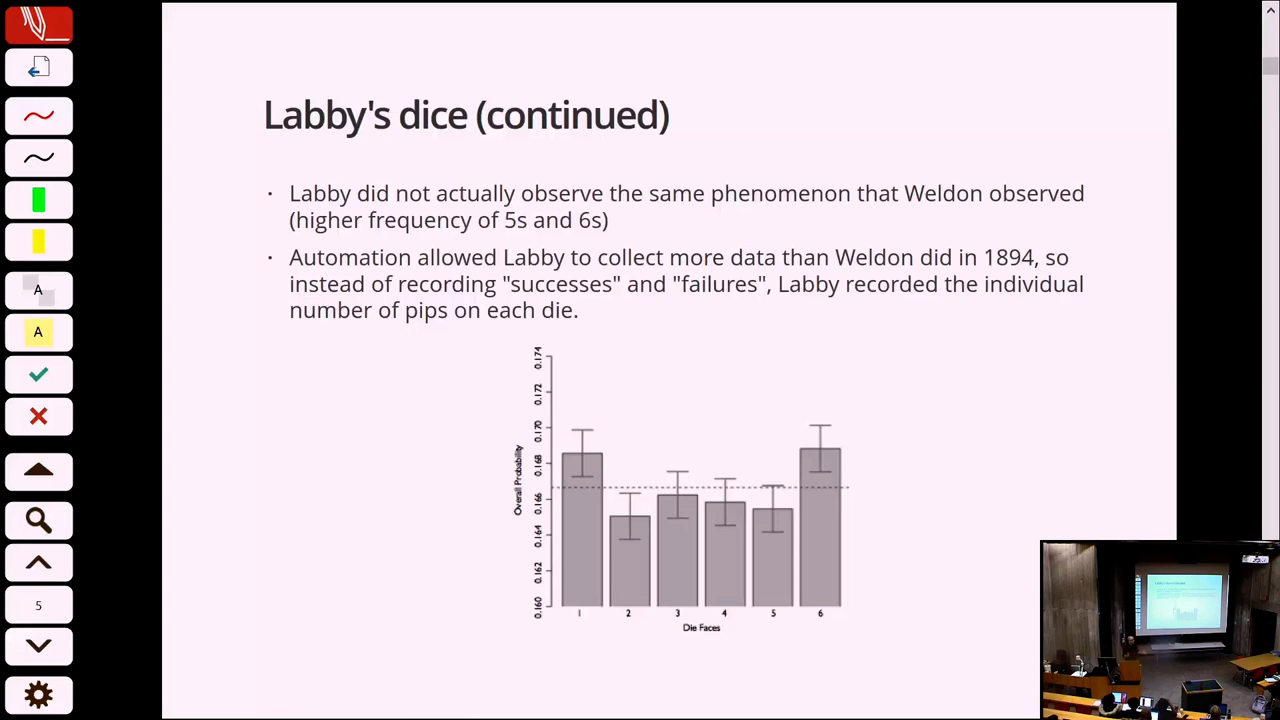 Labby's dice (continued)
· Labby did not actually observe the same phenomenon that Weldon observed
(higher frequency of 5s and 6s)
· Automation allowed Labby to collect more data than Weldon did in 1894, so
instead of recording "successes" and "failures", Labby recorded the individual
number of pips on each die.
0.174
0.172
0.170
0.168
0.166
0.164
0.162
0.160
Overall Probability
1 2 3 4 5 6
Die Faces
A
A
5